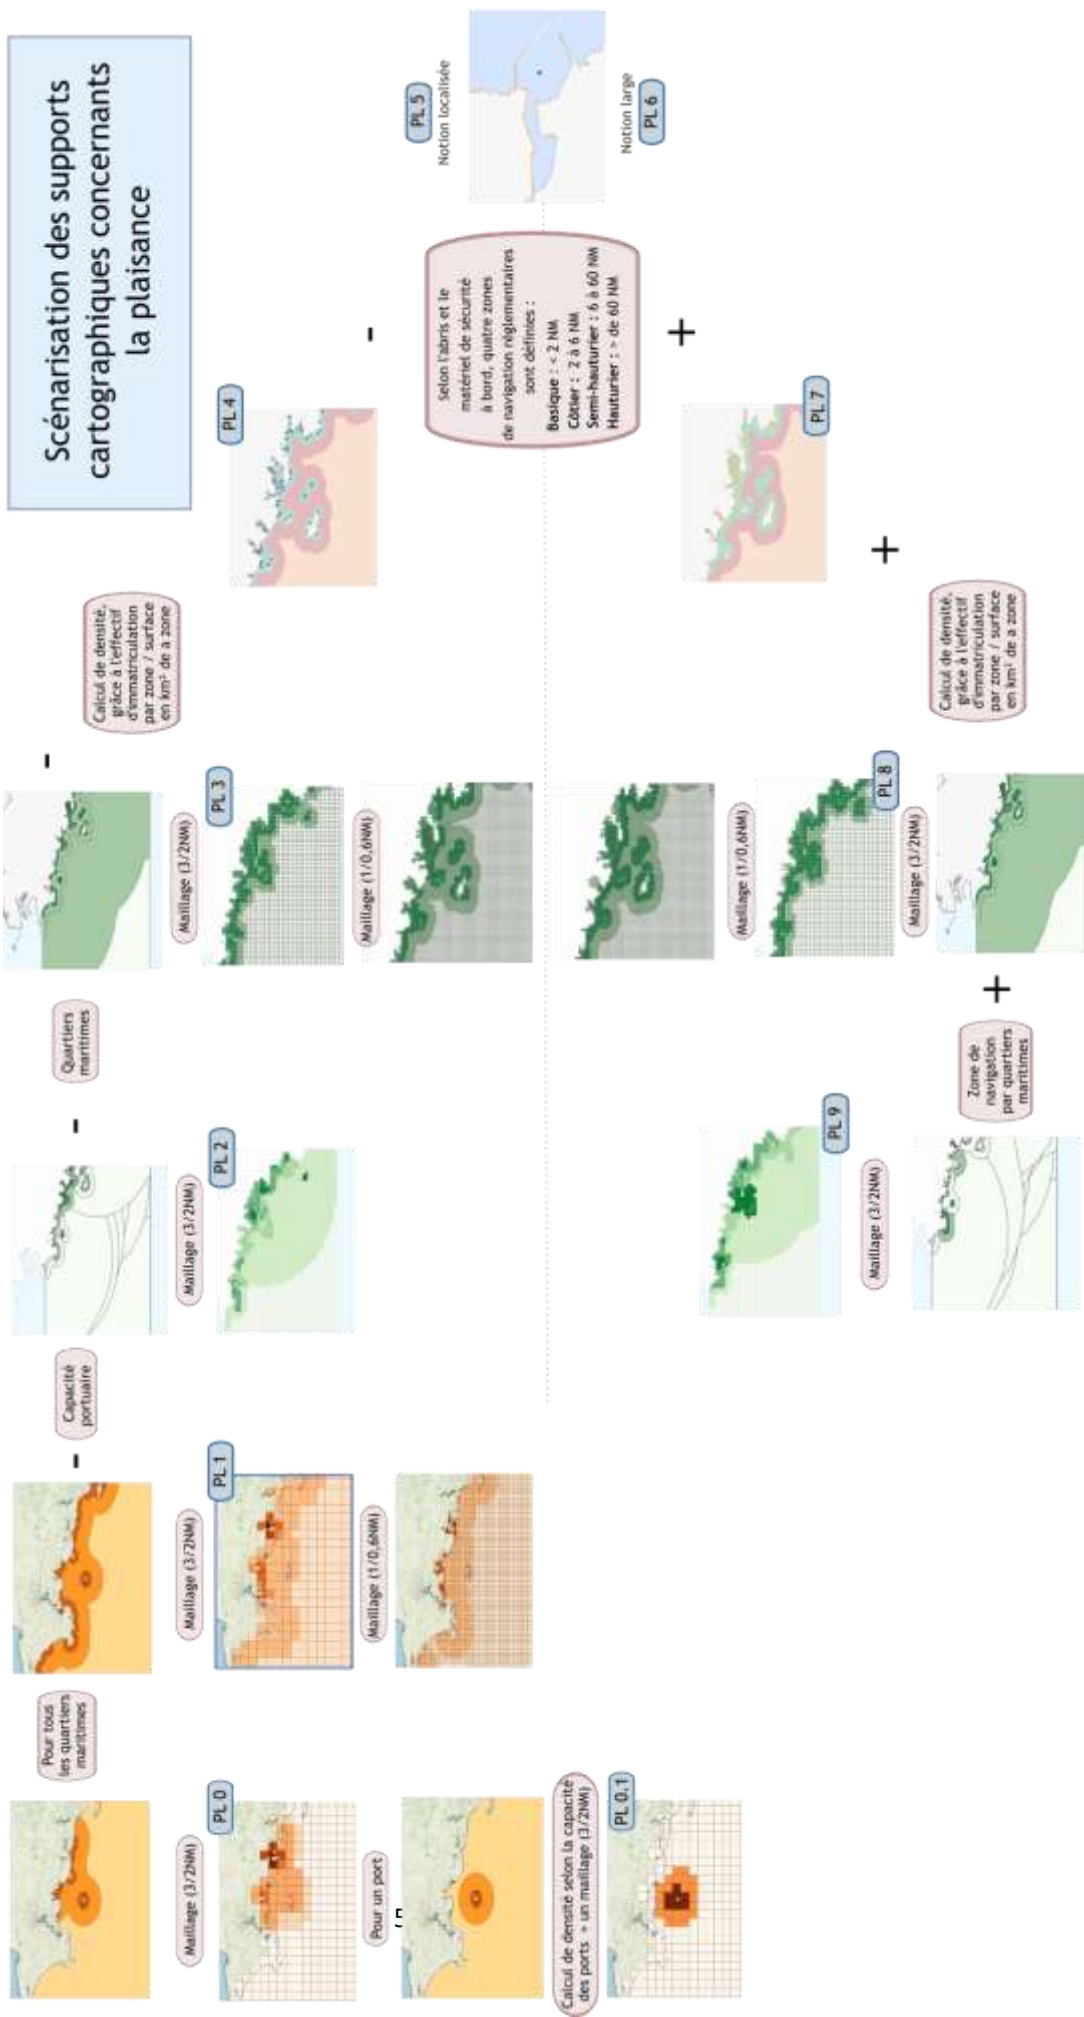 Scénarisation des supports
cartographiques concernants
la plaisance
PL 5
Notion localisée
Notion large
PL 6
Selon l'abris et le
matériel de sécurité
à bord, quatre zones
de navigation réglementaires
sont définies :
Basique : < 2 NM
Côtier : 2 à 6 NM
Semi-hauturier : 6 à 60 NM
Hauturier : > de 60 NM
-
+
PL 4
PL 7
+
Calcul de densité,
grâce à l'effectif
d'immatriculation
par zone / surface
en km² de a zone
Calcul de densité,
grâce à l'effectif
d'immatriculation
par zone / surface
en km² de a zone
-
Maillage (3/2NM)
PL 3
Maillage (1/0,6NM)
Maillage (1/0,6NM)
PL 8
Maillage (3/2NM)
+
Quartiers
maritimes
Zone de
navigation
par quartiers
maritimes
-
Maillage (3/2NM)
PL 2
PL 9
Maillage (3/2NM)
Capacité
portuaire
-
Maillage (3/2NM)
PL 1
Maillage (1/0,6NM)
Pour tous
les quartiers
maritimes
Maillage (3/2NM)
PL 0
Pour un port
Calcul de densité selon la capacité
des ports + un maillage (3/2NM)
PL 0.1